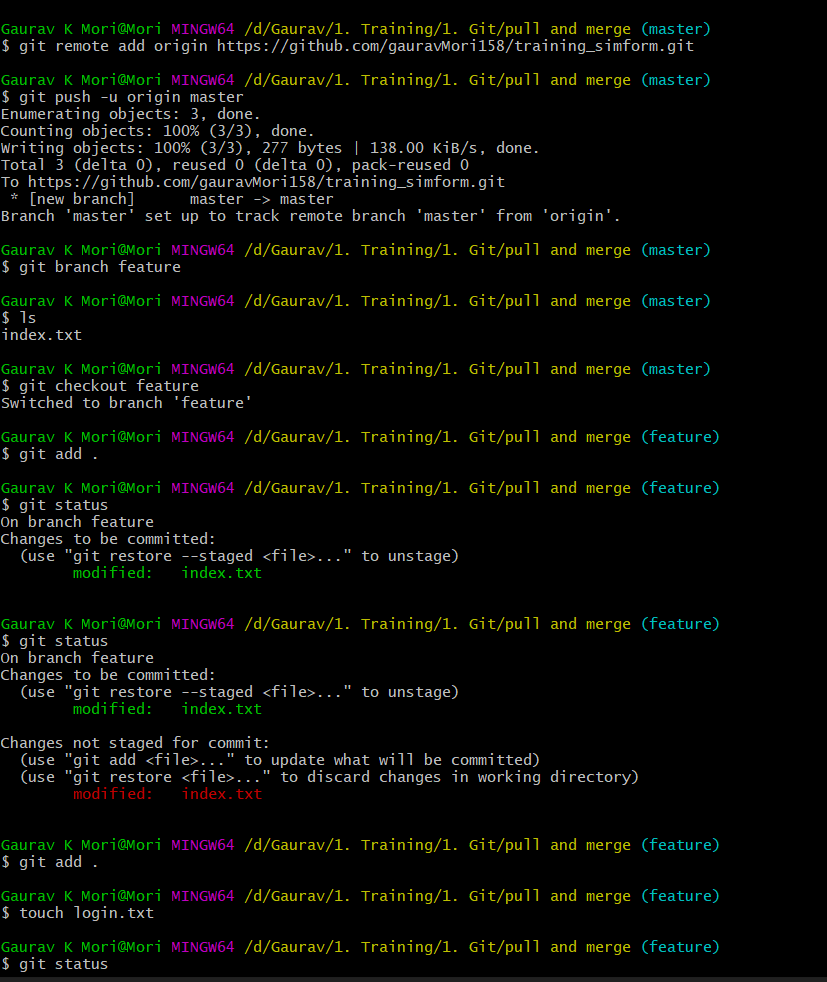 Gaurav K Mori@Mori MINGW64 /d/Gaurav/1. Training/1. Git/pull and merge (master)
$ git remote add origin https://github.com/gauravMori158/training_simform.git
Gaurav K Mori@Mori MINGW64 /d/Gaurav/1. Training/1. Git/pull and merge (master)
$ git push -u origin master
Enumerating objects: 3, done.
Counting objects: 100% (3/3), done.
Writing objects: 100% (3/3), 277 bytes | 138.00 KiB/s, done.
Total 3 (delta 0), reused 0 (delta 0), pack-reused 0
To https://github.com/gauravMori158/training_simform.git
 * [new branch]      master -> master
Branch 'master' set up to track remote branch 'master' from 'origin'.
Gaurav K Mori@Mori MINGW64 /d/Gaurav/1. Training/1. Git/pull and merge (master)
$ git branch feature
Gaurav K Mori@Mori MINGW64 /d/Gaurav/1. Training/1. Git/pull and merge (master)
$ ls
index.txt
Gaurav K Mori@Mori MINGW64 /d/Gaurav/1. Training/1. Git/pull and merge (master)
$ git checkout feature
Switched to branch 'feature'
Gaurav K Mori@Mori MINGW64 /d/Gaurav/1. Training/1. Git/pull and merge (feature)
$ git add .
Gaurav K Mori@Mori MINGW64 /d/Gaurav/1. Training/1. Git/pull and merge (feature)
$ git status
On branch feature
Changes to be committed:
  (use "git restore --staged <file>..." to unstage)
        modified:   index.txt
Gaurav K Mori@Mori MINGW64 /d/Gaurav/1. Training/1. Git/pull and merge (feature)
$ git status
On branch feature
Changes to be committed:
  (use "git restore --staged <file>..." to unstage)
        modified:   index.txt
Changes not staged for commit:
  (use "git add <file>..." to update what will be committed)
  (use "git restore <file>..." to discard changes in working directory)
        modified:   index.txt
Gaurav K Mori@Mori MINGW64 /d/Gaurav/1. Training/1. Git/pull and merge (feature)
$ git add .
Gaurav K Mori@Mori MINGW64 /d/Gaurav/1. Training/1. Git/pull and merge (feature)
$ touch login.txt
Gaurav K Mori@Mori MINGW64 /d/Gaurav/1. Training/1. Git/pull and merge (feature)
$ git status